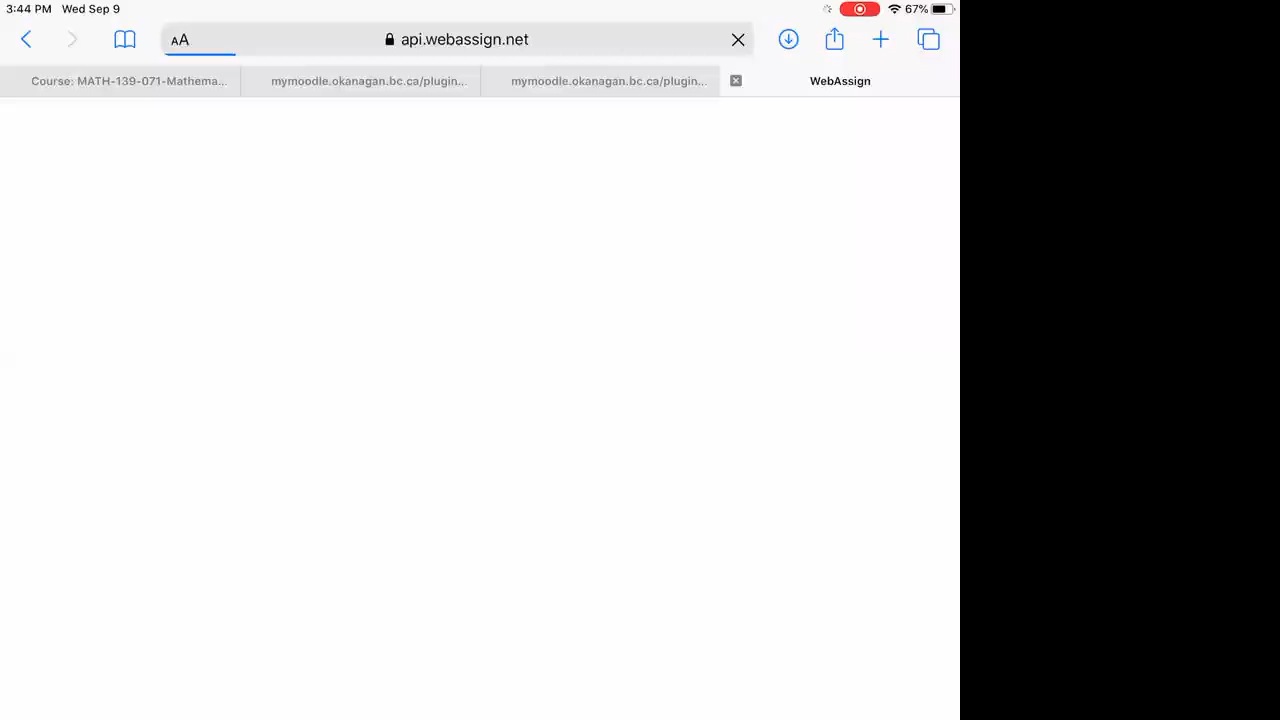 3:44 PM Wed Sep 9 67%
AA api.webassign.net
Course: MATH-139-071-Mathema... mymoodle.okanagan.bc.ca/plugin... mymoodle.okanagan.bc.ca/plugin... WebAssign